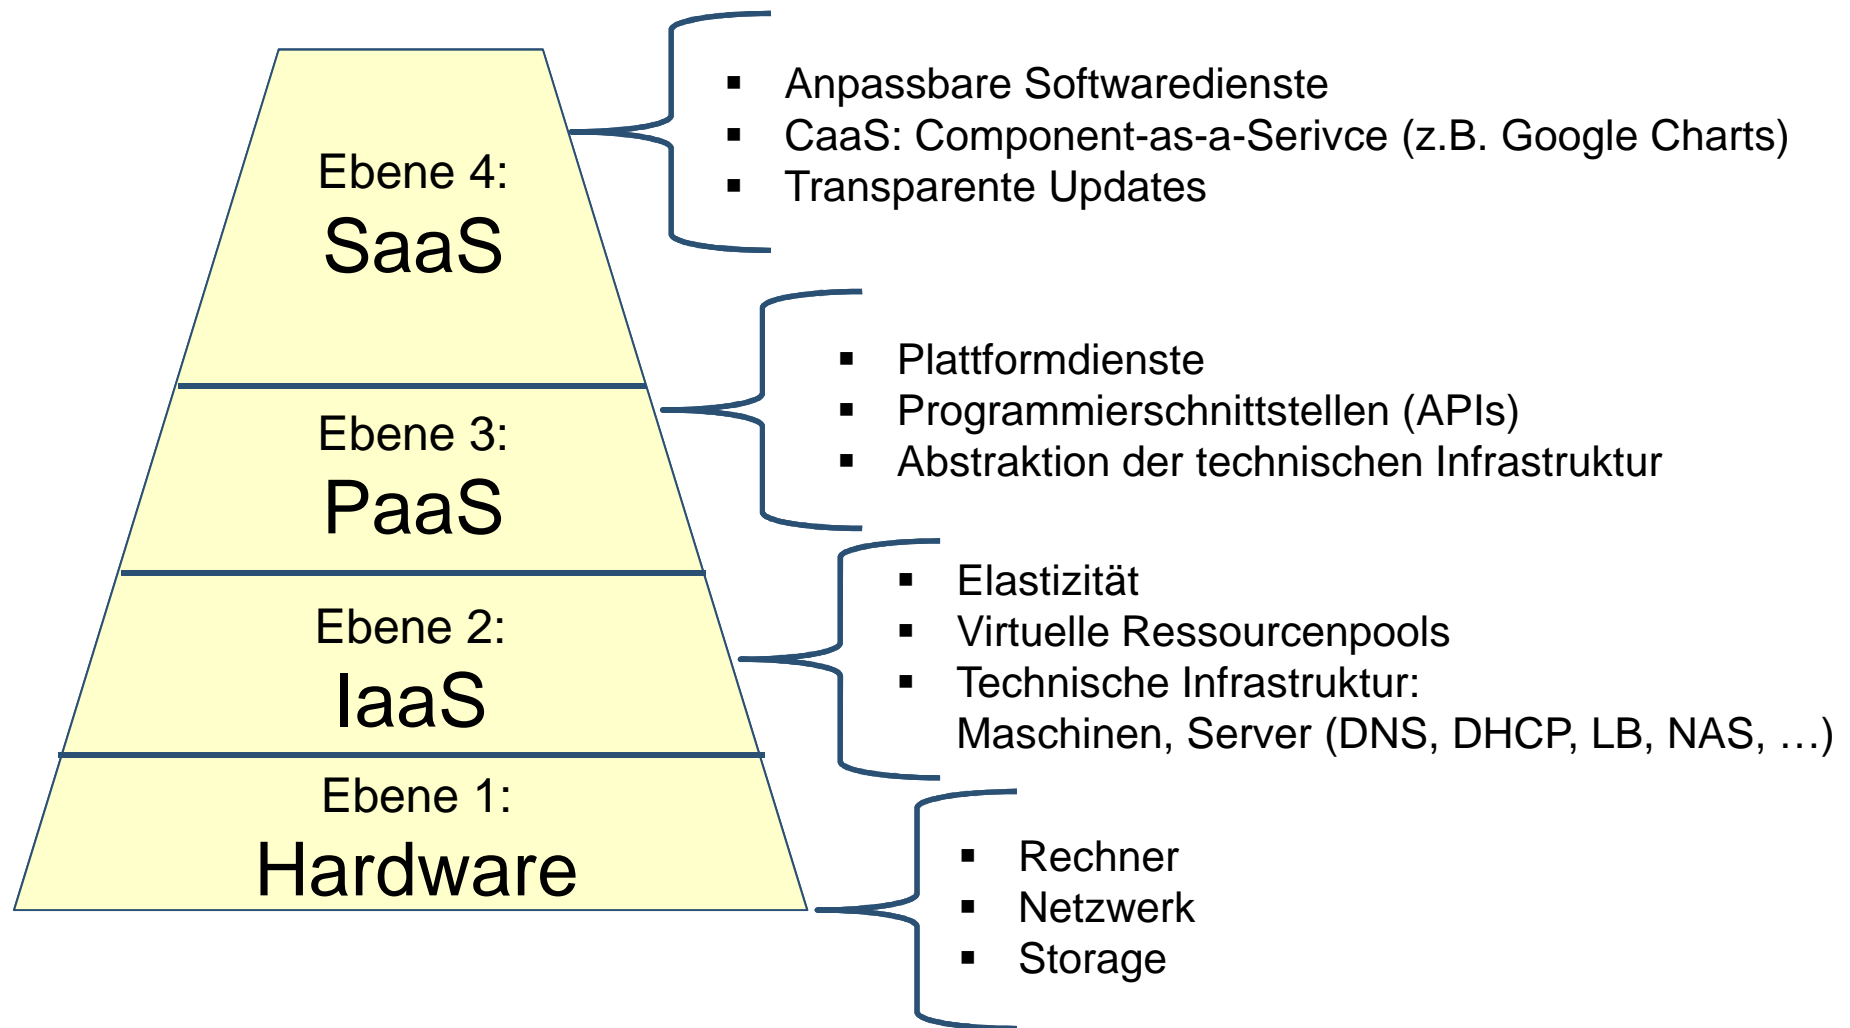 Ebene 4:
SaaS
▪ Anpassbare Softwaredienste
▪ CaaS: Component-as-a-Serivce (z.B. Google Charts)
▪ Transparente Updates
Ebene 3:
PaaS
▪ Plattformdienste
▪ Programmierschnittstellen (APIs)
▪ Abstraktion der technischen Infrastruktur
Ebene 2:
IaaS
▪ Elastizität
▪ Virtuelle Ressourcenpools
▪ Technische Infrastruktur:
Maschinen, Server (DNS, DHCP, LB, NAS, …)
Ebene 1:
Hardware
▪ Rechner
▪ Netzwerk
▪ Storage